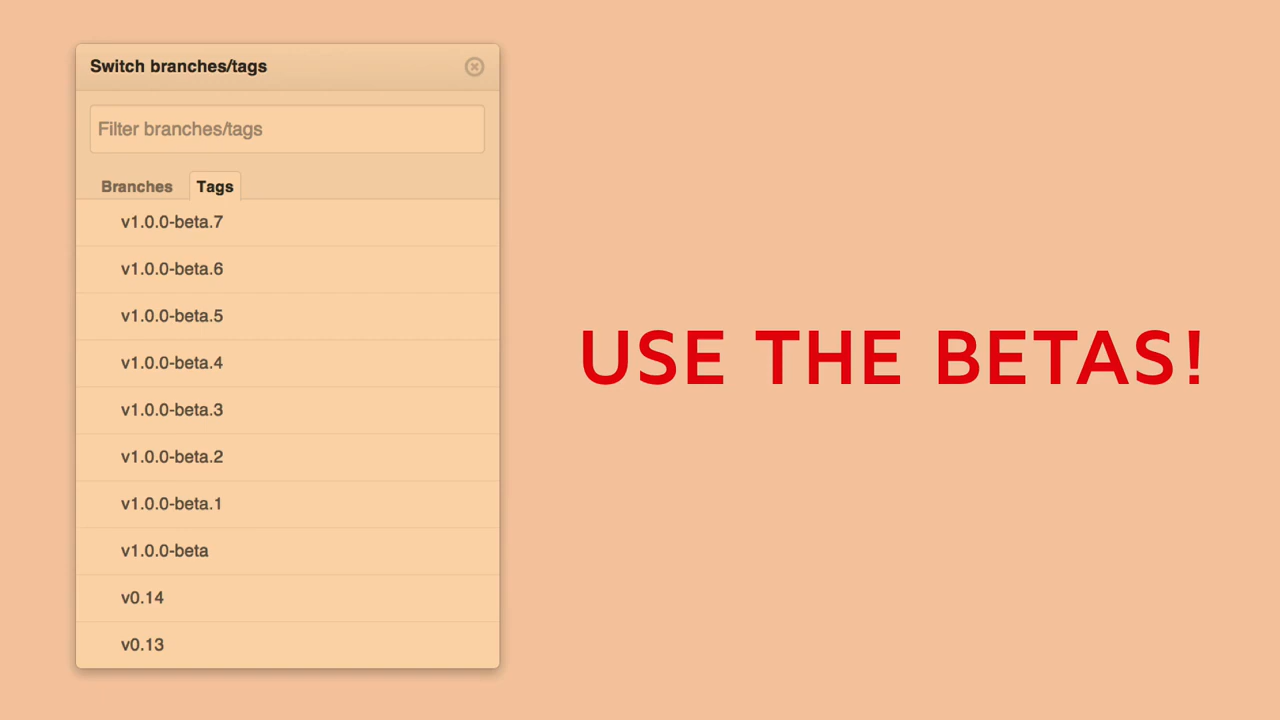 Switch branches/tags
Filter branches/tags
Branches Tags
v1.0.0-beta.7
v1.0.0-beta.6
v1.0.0-beta.5
v1.0.0-beta.4
v1.0.0-beta.3
v1.0.0-beta.2
v1.0.0-beta.1
v1.0.0-beta
v0.14
v0.13
USE THE BETAS!